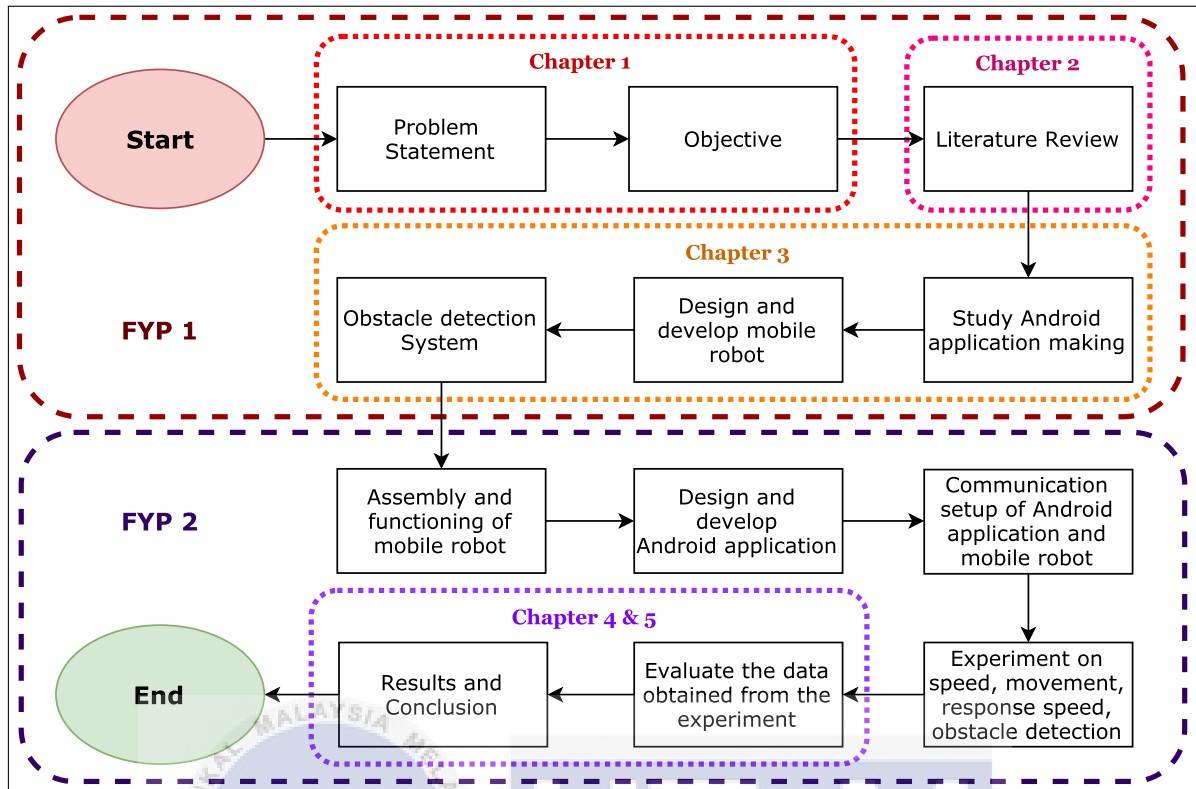 Chapter 1
Chapter 2
Start
Problem
Statement
Objective
Literature Review
Chapter 3
FYP 1
Obstacle detection
System
Design and
develop mobile
robot
Study Android
application making
FYP 2
Assembly and
functioning of
mobile robot
Design and
develop
Android application
Communication
setup of Android
application and
mobile robot
Chapter 4 & 5
End
Results and
Conclusion
Evaluate the data
obtained from the
experiment
Experiment on
speed, movement,
response speed,
obstacle detection
MALAYSIA